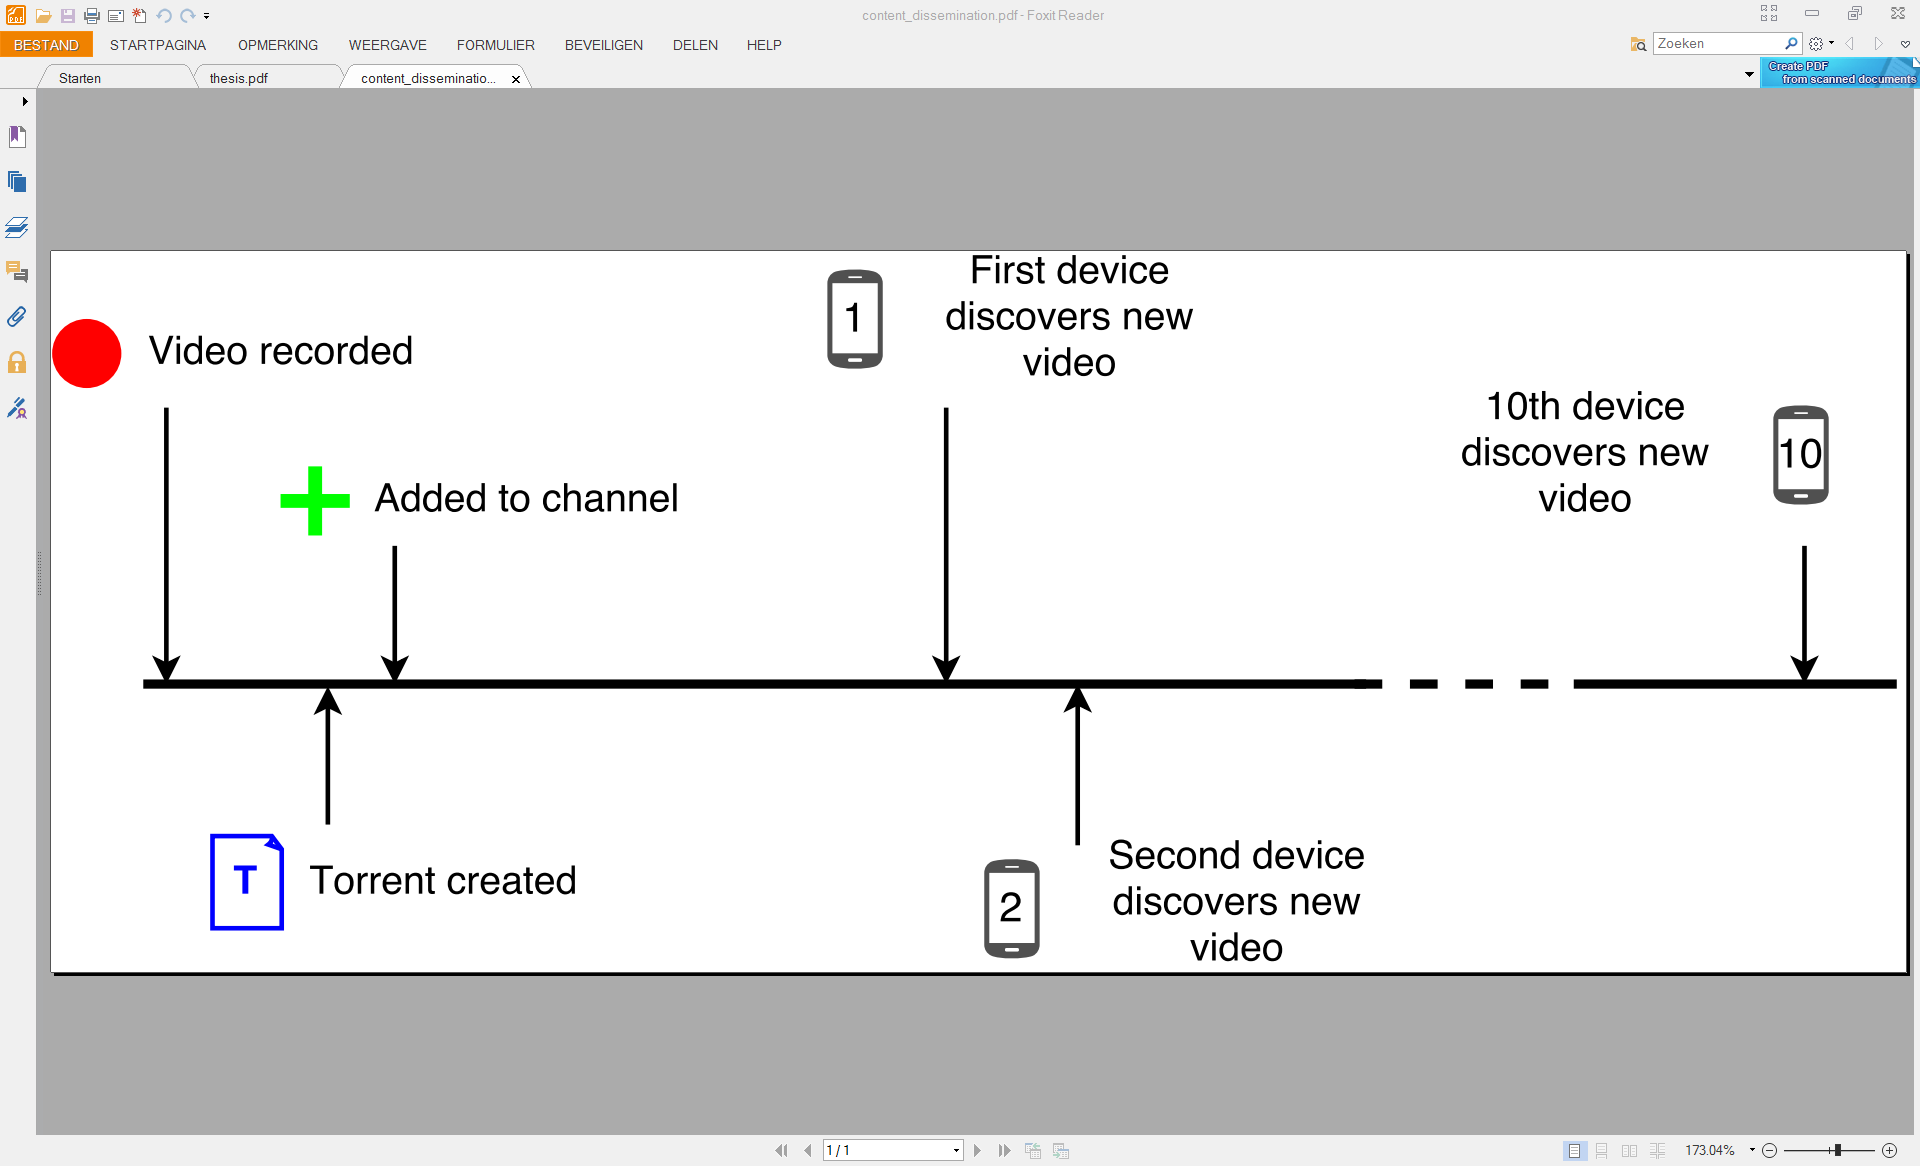 content_dissemination.pdf - Foxit Reader
BESTAND STARTPAGINA OPMERKING WEERGAVE FORMULIER BEVEILIGEN DELEN HELP
Zoeken
Starten thesis.pdf content_disseminatio...
Create PDF
from scanned documents
First device
discovers new
video
1
Video recorded
10th device
discovers new
video
10
Added to channel
T
Torrent created
2
Second device
discovers new
video
1 / 1
173.04%